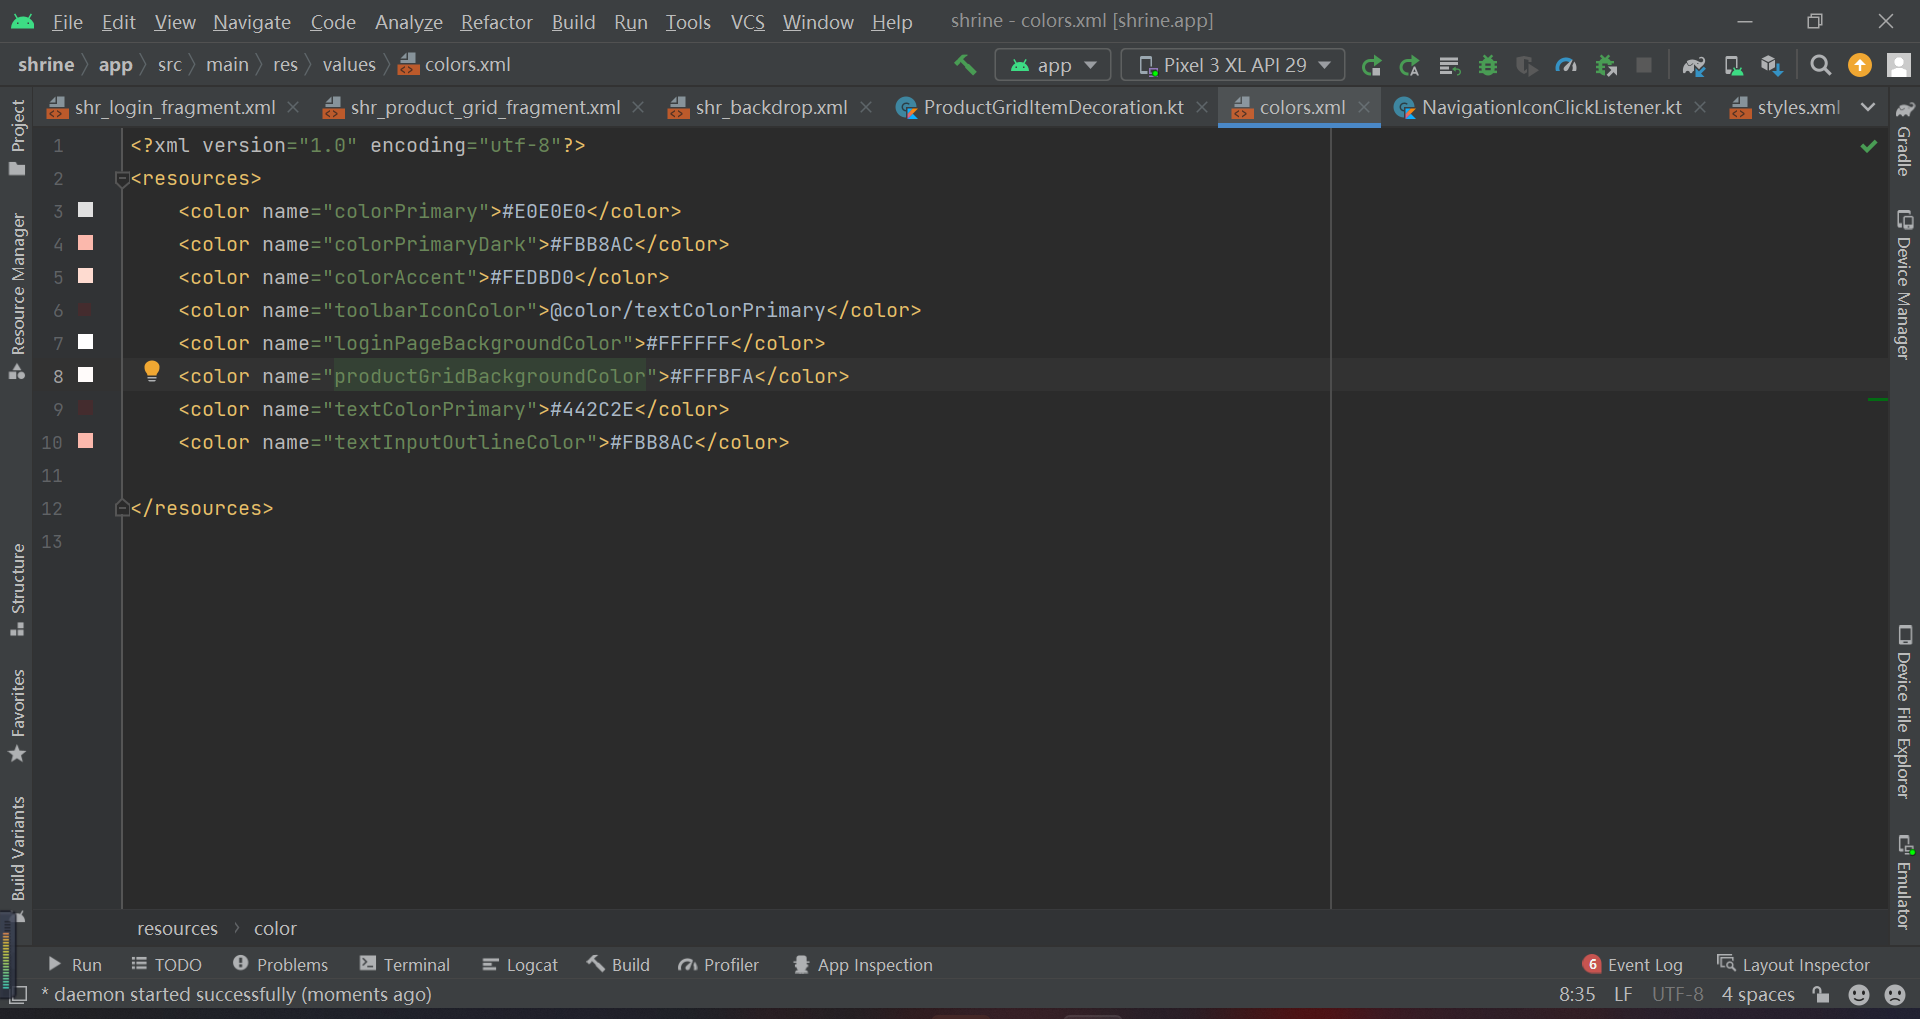 File Edit View Navigate Code Analyze Refactor Build Run Tools VCS Window Help shrine - colors.xml [shrine.app]
shrine app src main res values colors.xml app Pixel 3 XL API 29
shr_login_fragment.xml shr_product_grid_fragment.xml shr_backdrop.xml ProductGridItemDecoration.kt colors.xml NavigationIconClickListener.kt styles.xml
Project
Resource Manager
Structure
Favorites
Build Variants
1 <?xml version="1.0" encoding="utf-8"?>
2 <resources>
3 <color name="colorPrimary">#E0E0E0</color>
4 <color name="colorPrimaryDark">#FBB8AC</color>
5 <color name="colorAccent">#FEDBD0</color>
6 <color name="toolbarIconColor">@color/textColorPrimary</color>
7 <color name="loginPageBackgroundColor">#FFFFFF</color>
8 <color name="productGridBackgroundColor">#FFFBFA</color>
9 <color name="textColorPrimary">#442C2E</color>
10 <color name="textInputOutlineColor">#FBB8AC</color>
11
12 </resources>
13
Gradle
Device Manager
Device File Explorer
Emulator
resources color
Run TODO Problems Terminal Logcat Build Profiler App Inspection 6 Event Log Layout Inspector
* daemon started successfully (moments ago) 8:35 LF UTF-8 4 spaces